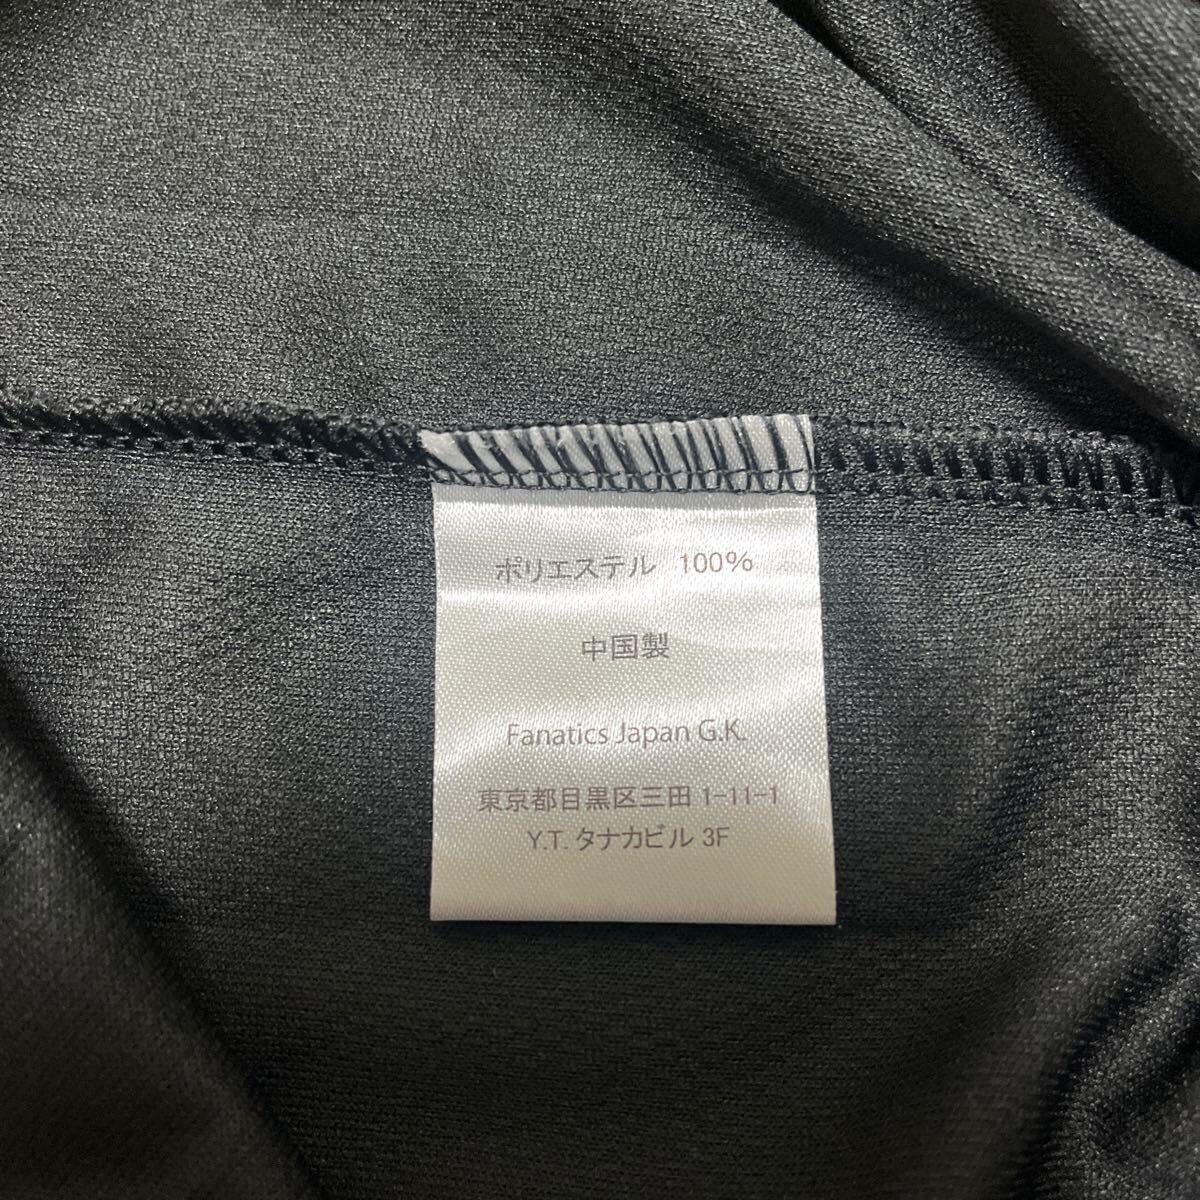 ポリエステル 100%
中国製
Fanatics Japan G.K.
東京都目黒区三田 1-11-1
Y.T. タナカビル 3F